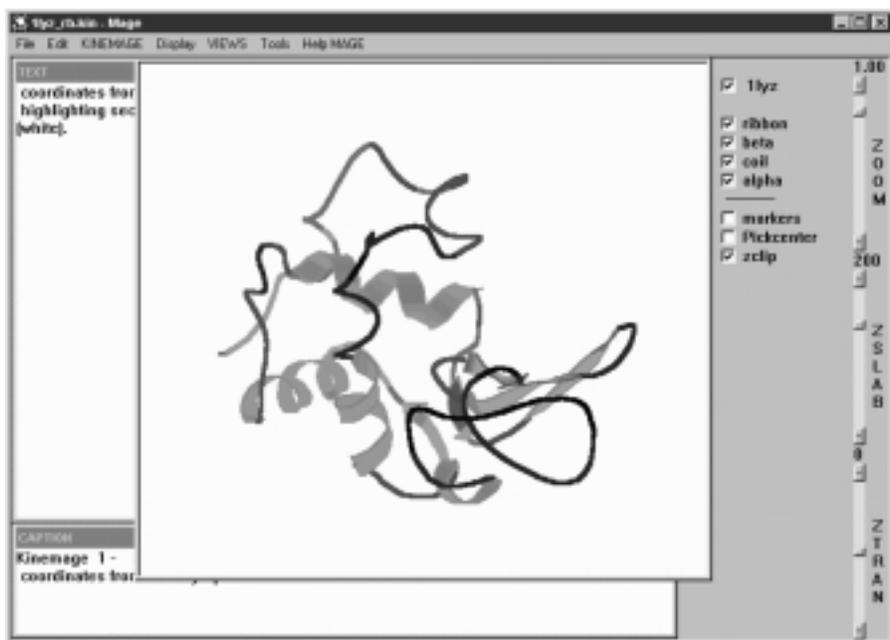 1lyz_rb.kin - Mage
File Edit KINEMAGE Display VIEWS Tools Help MAGE
TEXT
coordinates fror
highlighting sec
(white).
1lyz
ribbon
beta
coil
alpha
markers
Pickcenter
zclip
1.00
ZOOM
200
ZSLAB
0
ZTRAN
CAPTION
Kinemage 1 -
coordinates fror